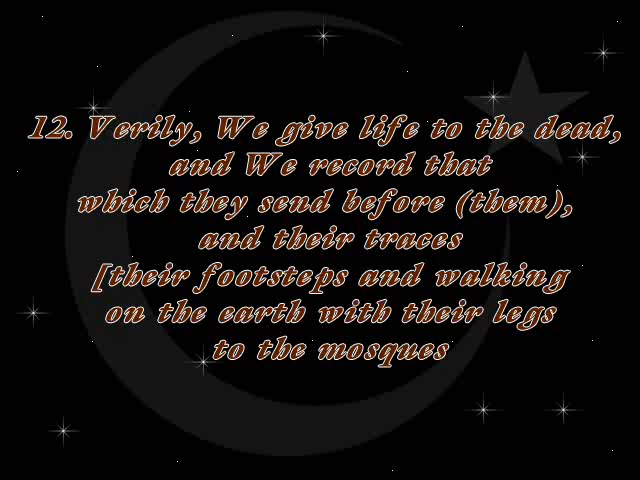 12. Verily, We give life to the dead,
and We record that
which they send before (them),
and their traces
[their footsteps and walking
on the earth with their legs
to the mosques